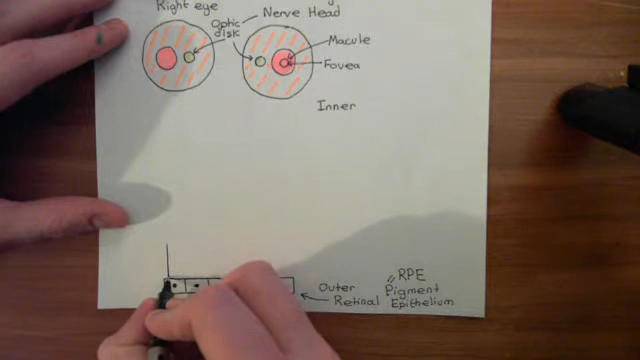 Right eye
Optic disk
Nerve Head
Macule
Fovea
Inner
Outer Retinal
"RPE
Pigment
Epithelium